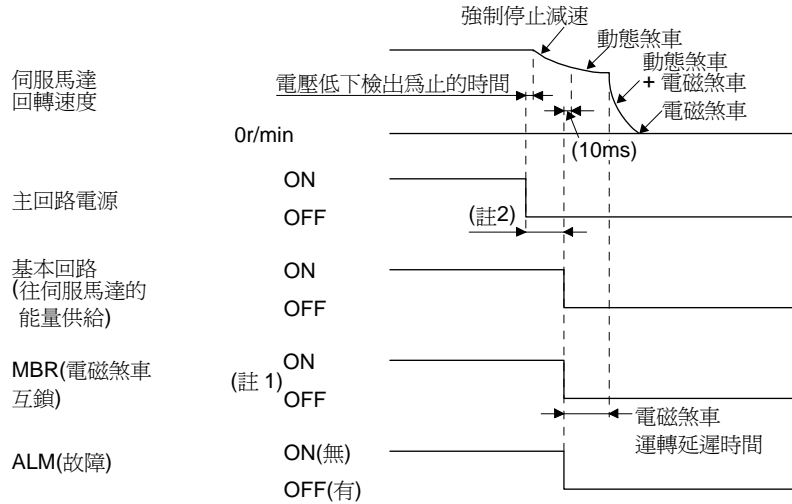 強制停止減速
動態煞車
動態煞車
+ 電磁煞車
電磁煞車
伺服馬達
回轉速度
電壓低下檢出爲止的時間
0r/min
(10ms)
主回路電源
ON
OFF
(註2)
基本回路
(往伺服馬達的
能量供給)
ON
OFF
MBR(電磁煞車
互鎖)
(註 1)
ON
OFF
電磁煞車
運轉延遲時間
ALM(故障)
ON(無)
OFF(有)